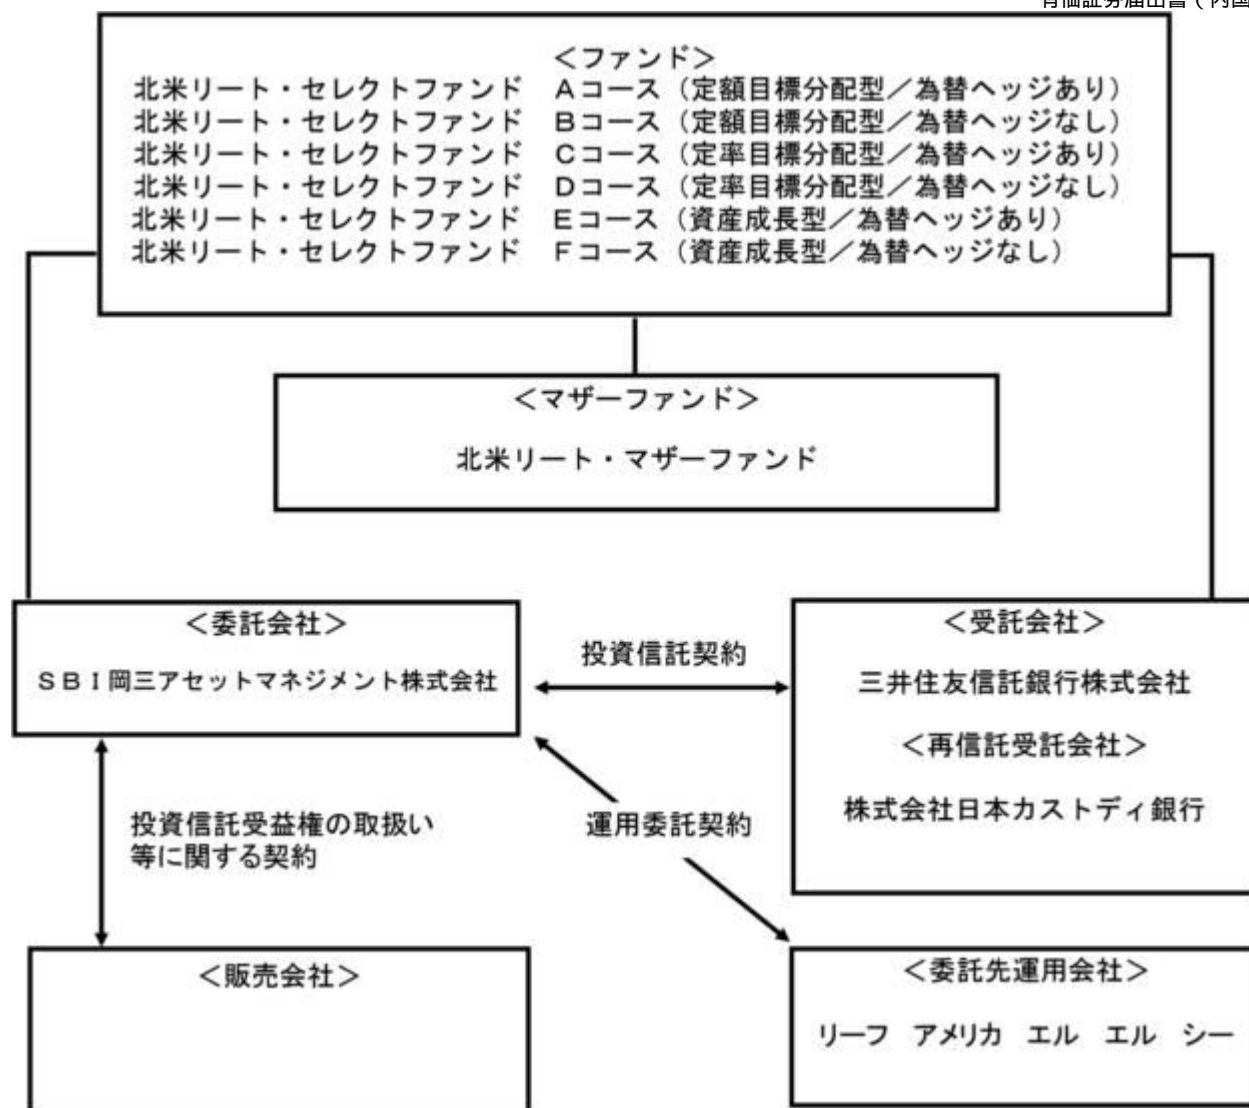 有価証券届出書（内国
＜ファンド＞
北米リート・セレクトファンド　Ａコース（定額目標分配型／為替ヘッジあり）
北米リート・セレクトファンド　Ｂコース（定額目標分配型／為替ヘッジなし）
北米リート・セレクトファンド　Ｃコース（定率目標分配型／為替ヘッジあり）
北米リート・セレクトファンド　Ｄコース（定率目標分配型／為替ヘッジなし）
北米リート・セレクトファンド　Ｅコース（資産成長型／為替ヘッジあり）
北米リート・セレクトファンド　Ｆコース（資産成長型／為替ヘッジなし）
＜マザーファンド＞
北米リート・マザーファンド
＜委託会社＞
ＳＢＩ岡三アセットマネジメント株式会社
投資信託契約
＜受託会社＞
三井住友信託銀行株式会社
＜再信託受託会社＞
株式会社日本カストディ銀行
投資信託受益権の取扱い
等に関する契約
運用委託契約
＜販売会社＞
＜委託先運用会社＞
リーフ　アメリカ　エル　エル　シー